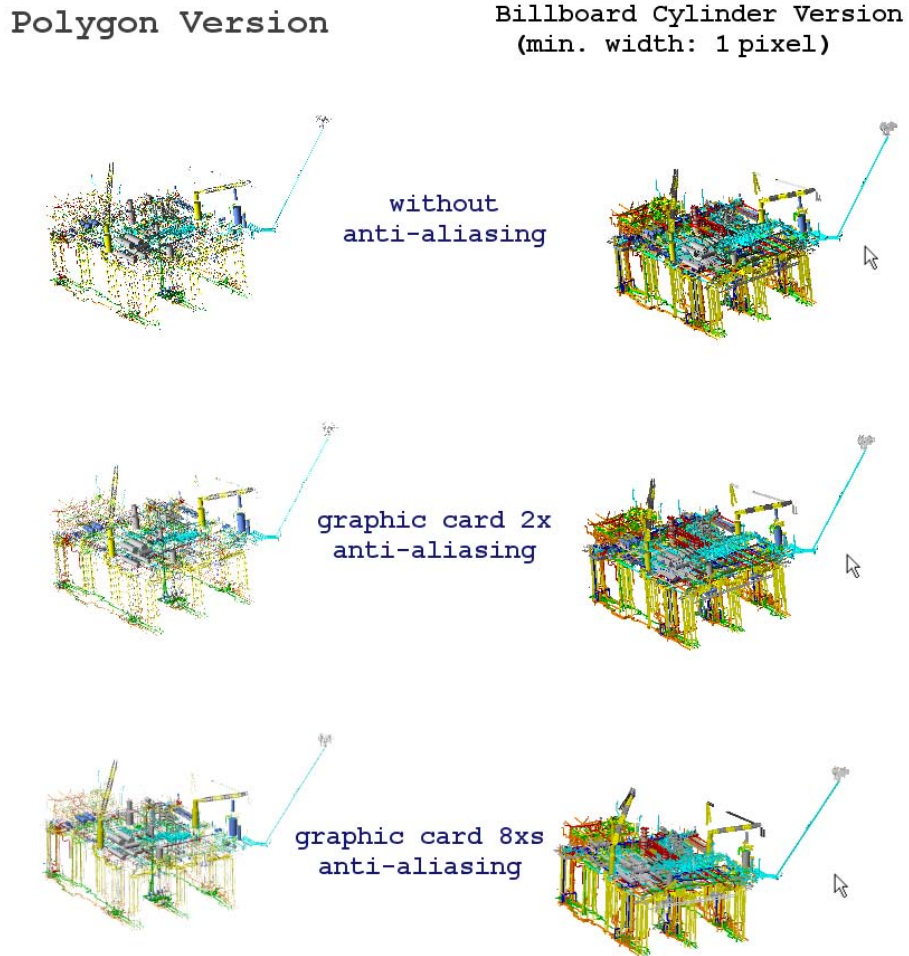 Polygon Version
Billboard Cylinder Version
(min. width: 1 pixel)
without
anti-aliasing
graphic card 2x
anti-aliasing
graphic card 8xs
anti-aliasing